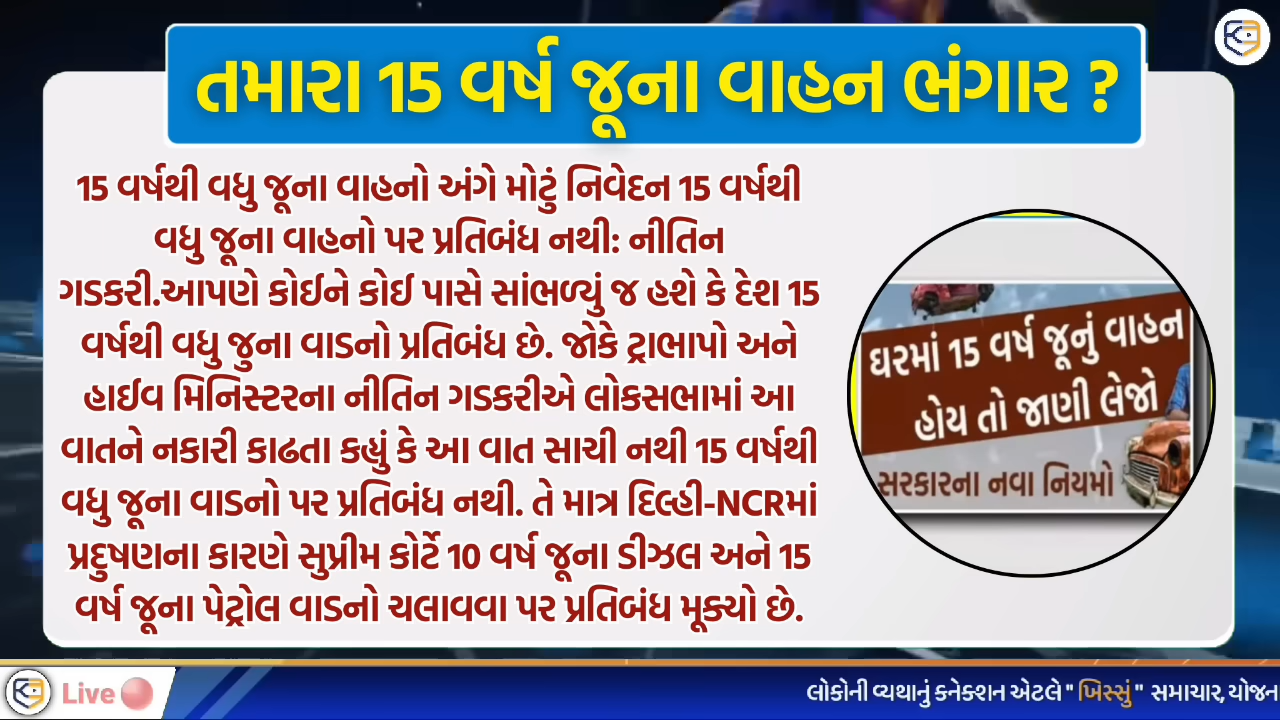 તમારા 15 વર્ષ જૂના વાહન ભંગાર ?
15 વર્ષથી વધુ જૂના વાહનો અંગે મોટું નિવેદન 15 વર્ષથી
વધુ જૂના વાહનો પર પ્રતિબંધ નથી: નીતિન
ગડકરી.આપણે કોઈને કોઈ પાસે સાંભળ્યું જ હશે કે દેશ 15
વર્ષથી વધુ જુના વાડનો પ્રતિબંધ છે. જોકે ટ્રાભાપો અને
હાઈવ મિનિસ્ટરના નીતિન ગડકરીએ લોકસભામાં આ
વાતને નકારી કાઢતા કહ્યું કે આ વાત સાચી નથી 15 વર્ષથી
વધુ જૂના વાડનો પર પ્રતિબંધ નથી. તે માત્ર દિલ્હી-NCRમાં
પ્રદુષણના કારણે સુપ્રીમ કોર્ટે 10 વર્ષ જૂના ડીઝલ અને 15
વર્ષ જૂના પેટ્રોલ વાડનો ચલાવવા પર પ્રતિબંધ મૂક્યો છે.
ઘરમાં 15 વર્ષ જૂનું વાહન
હોય તો જાણી લેજો
સરકારના નવા નિયમો
Live
લોકોની વ્યથાનું કનેક્શન એટલે " ખિસ્સું " સમાચાર, યોજન